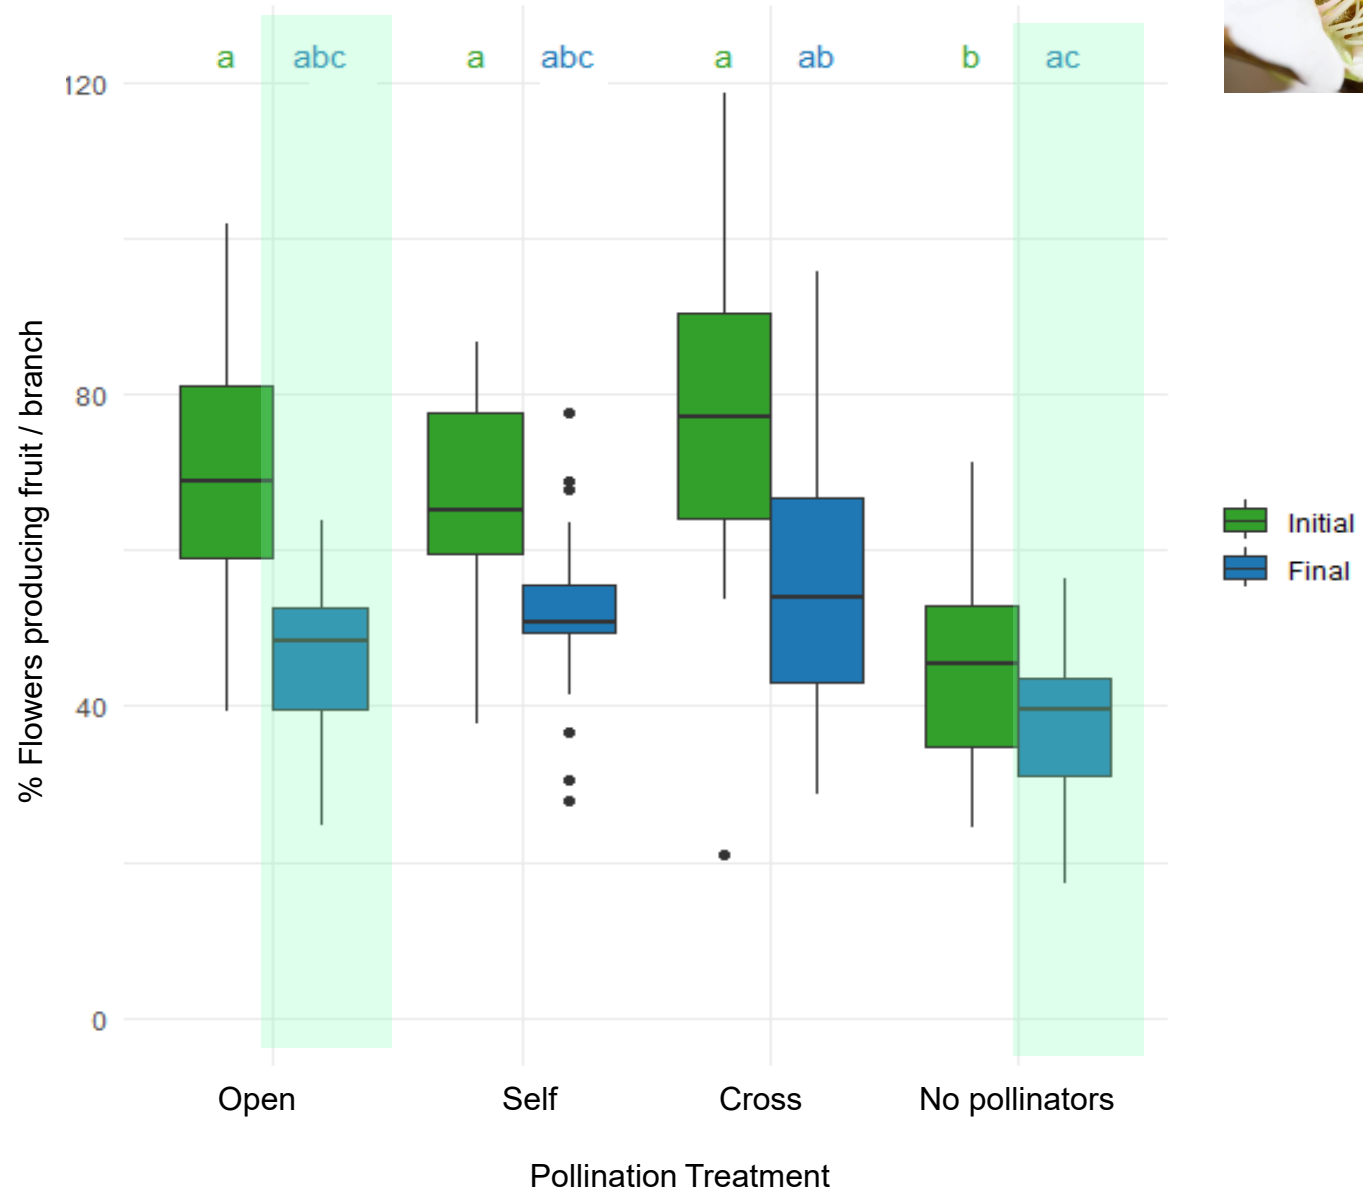 a abc a abc a ab b ac
120
80
40
0
% Flowers producing fruit / branch
Initial
Final
Open Self Cross No pollinators
Pollination Treatment